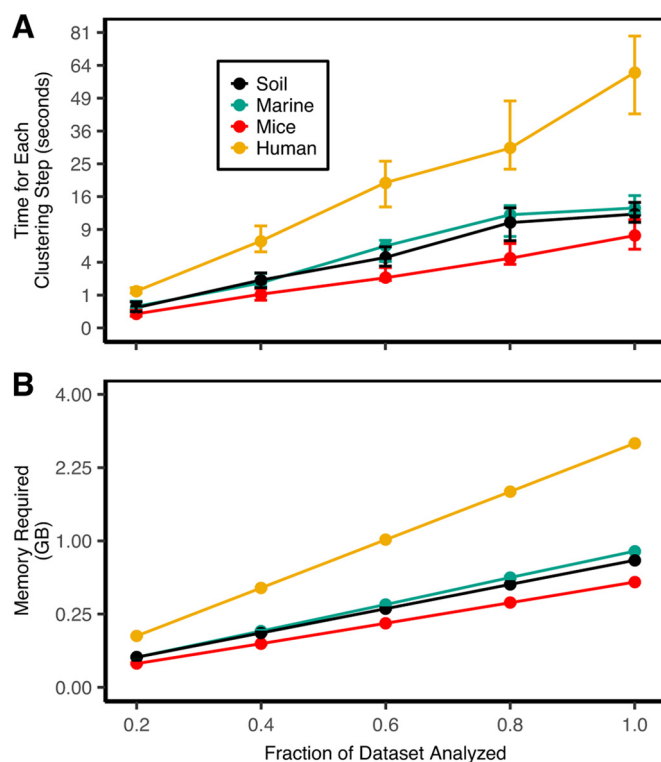 A
Time for Each
Clustering Step (seconds)
81
64
49
36
25
16
9
4
1
0
Soil
Marine
Mice
Human
B
Memory Required
(GB)
4.00
2.25
1.00
0.25
0.00
0.2 0.4 0.6 0.8 1.0
Fraction of Dataset Analyzed